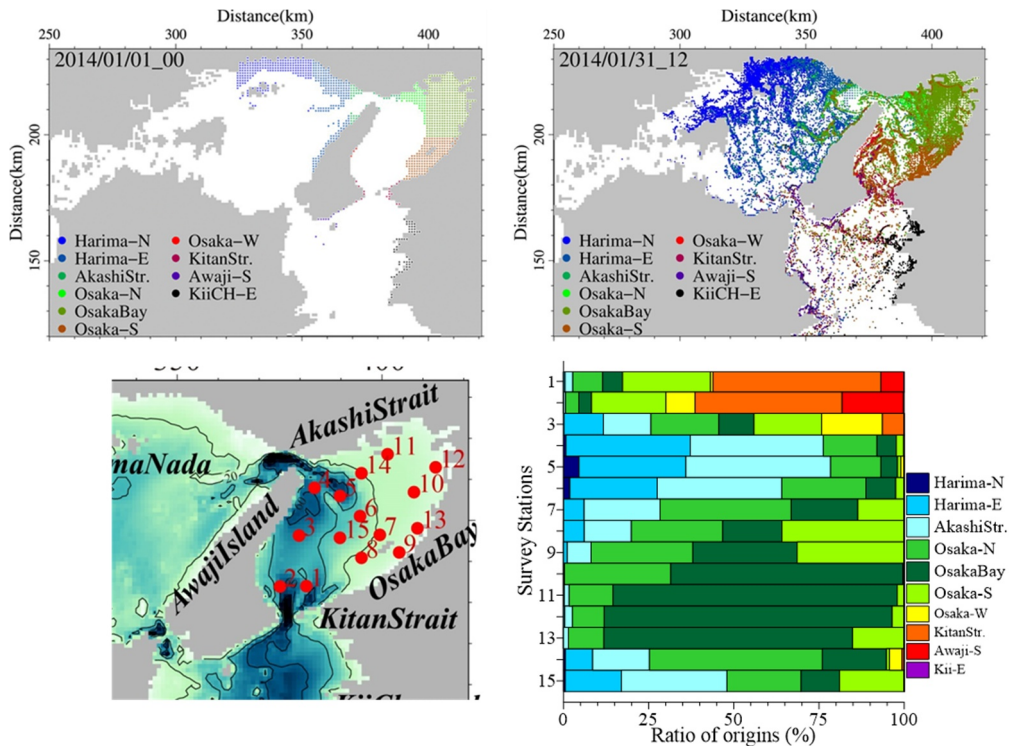 Distance(km)
250 300 350 400
2014/01/01_00
Distance(km)
200
150
Harima-N
Harima-E
AkashiStr.
Osaka-N
OsakaBay
Osaka-S
Osaka-W
KitanStr.
Awaji-S
KiiCH-E
Distance(km)
250 300 350 400
2014/01/31_12
Distance(km)
200
150
Harima-N
Harima-E
AkashiStr.
Osaka-N
OsakaBay
Osaka-S
Osaka-W
KitanStr.
Awaji-S
KiiCH-E
AkashiStrait
maNada
50
AwajiIsland
OsakaBay
KitanStrait
11
12
14
4
5
10
6
3
15
7
13
8
9
2
1
Survey Stations
1
3
5
7
9
11
13
15
0 25 50 75 100
Ratio of origins (%)
Harima-N
Harima-E
AkashiStr.
Osaka-N
OsakaBay
Osaka-S
Osaka-W
KitanStr.
Awaji-S
Kii-E